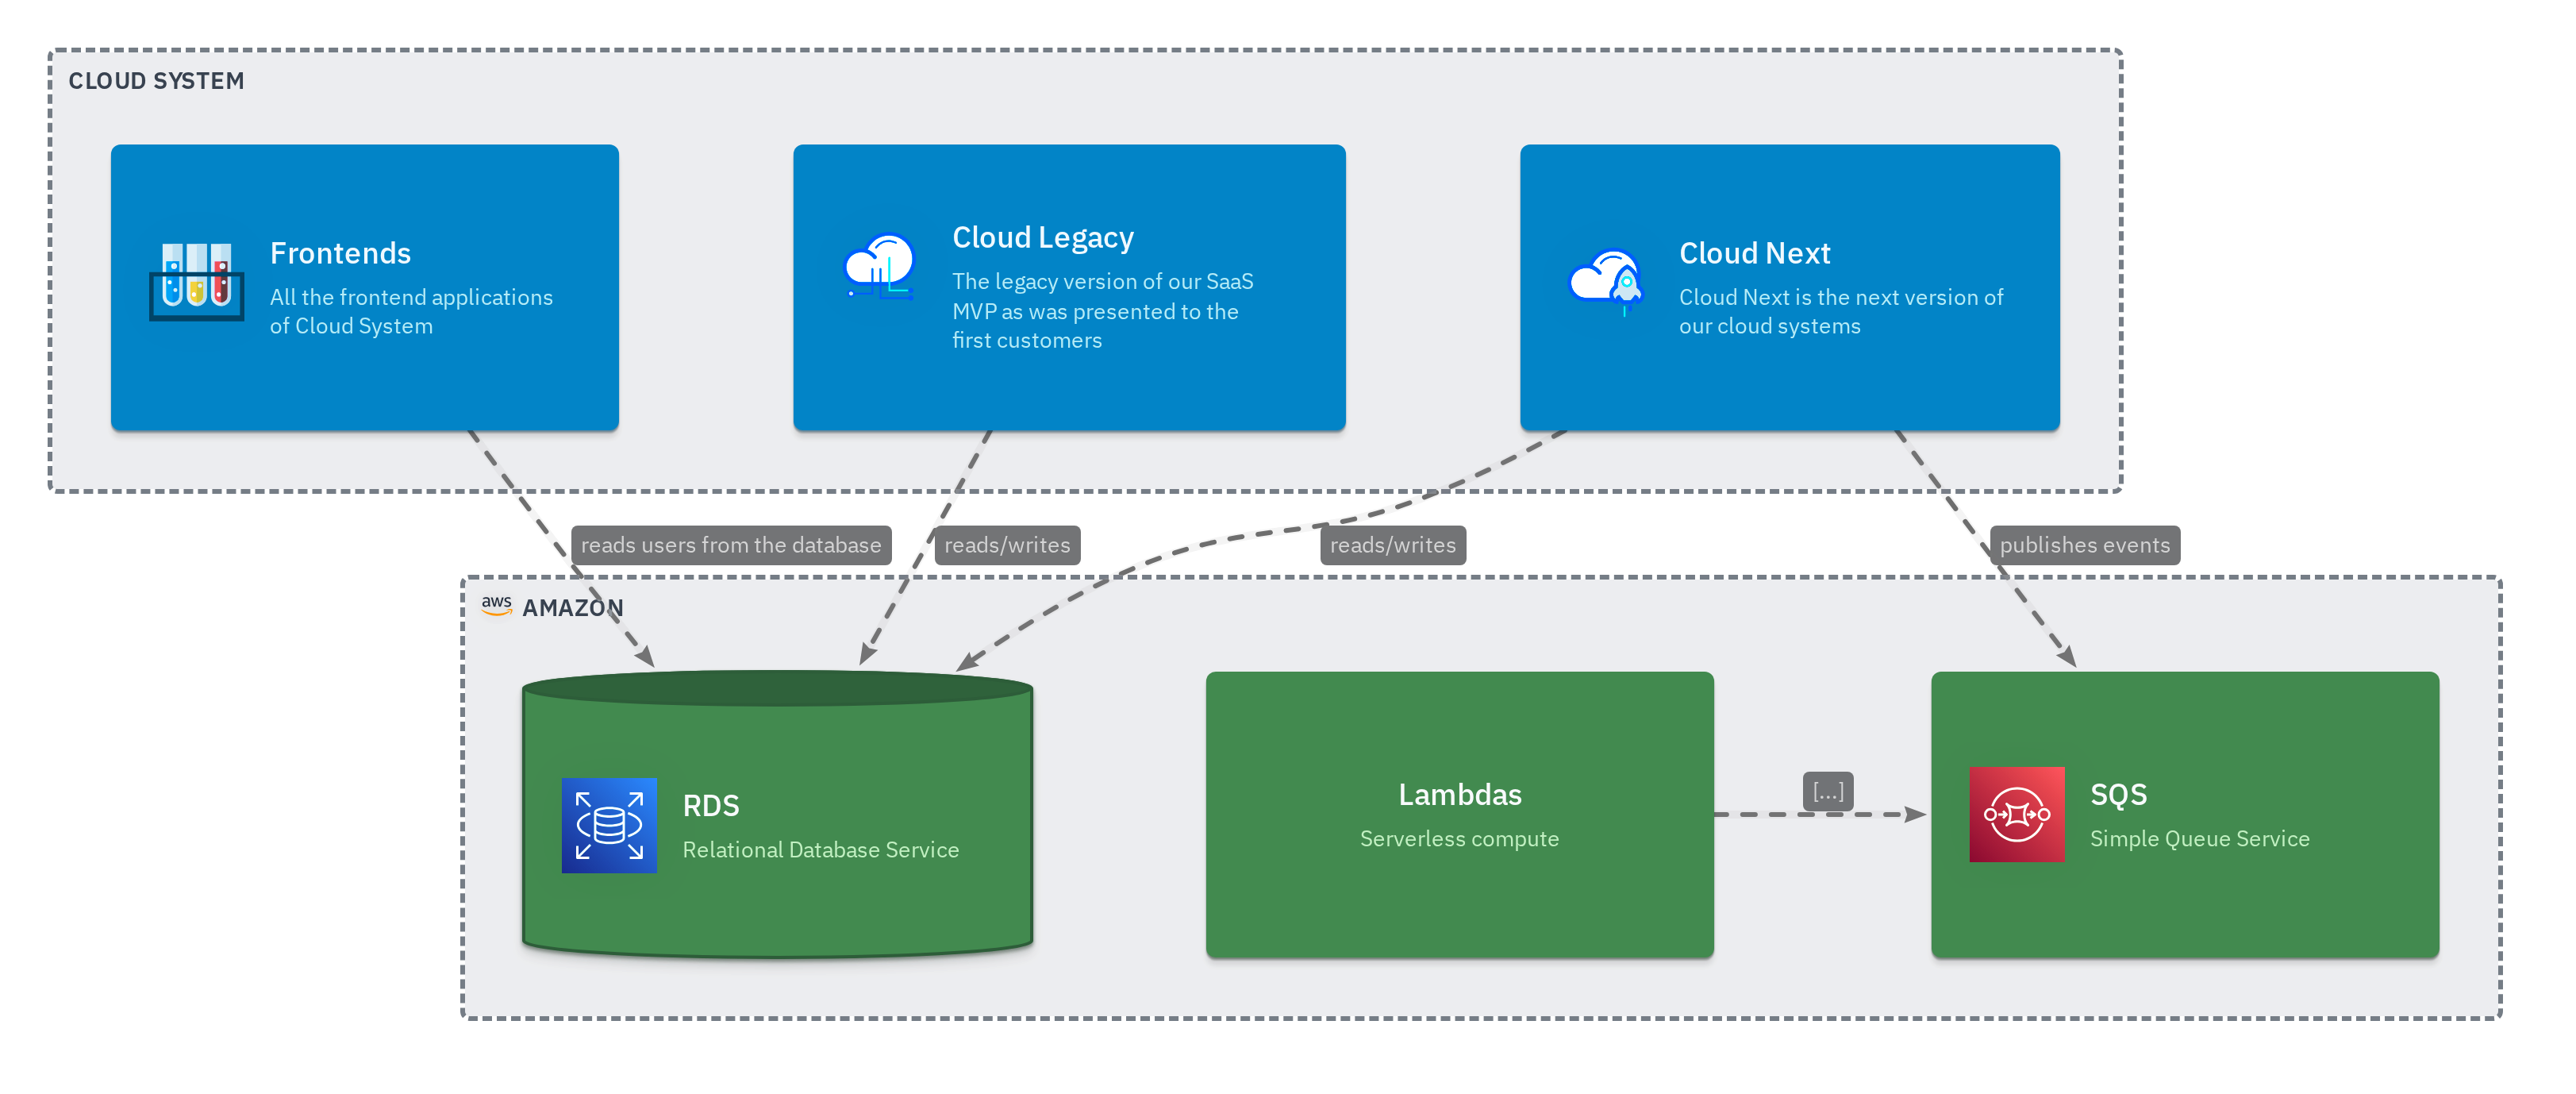 CLOUD SYSTEM
Frontends
All the frontend applications
of Cloud System
Cloud Legacy
The legacy version of our SaaS
MVP as was presented to the
first customers
Cloud Next
Cloud Next is the next version of
our cloud systems
reads users from the database
reads/writes
reads/writes
publishes events
aws AMAZON
RDS
Relational Database Service
Lambdas
Serverless compute
[...]
SQS
Simple Queue Service